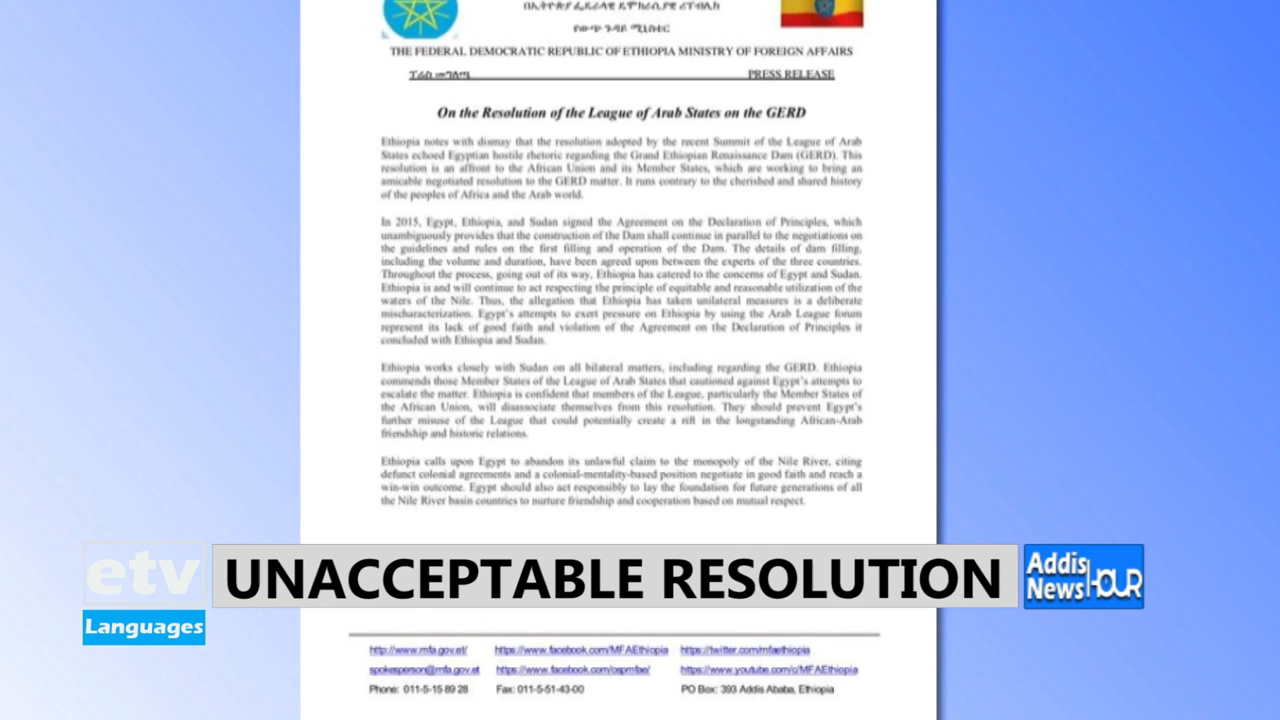 በኢትዮጵያ ፌዴራላዊ ዴሞክራሲያዊ ሪፐብሊክ
የውጭ ጉዳይ ሚኒስቴር
THE FEDERAL DEMOCRATIC REPUBLIC OF ETHIOPIA MINISTRY OF FOREIGN AFFAIRS
ፕሬስ መግለጫ PRESS RELEASE
On the Resolution of the League of Arab States on the GERD
Ethiopia notes with dismay that the resolution adopted by the recent Summit of the League of Arab
States echoed Egyptian hostile rhetoric regarding the Grand Ethiopian Renaissance Dam (GERD). This
resolution is an affront to the African Union and its Member States, which are working to bring an
amicable negotiated resolution to the GERD matter. It runs contrary to the cherished and shared history
of the peoples of Africa and the Arab world.
In 2015, Egypt, Ethiopia, and Sudan signed the Agreement on the Declaration of Principles, which
unambiguously provides that the construction of the Dam shall continue in parallel to the negotiations on
the guidelines and rules on the first filling and operation of the Dam. The details of dam filling,
including the volume and duration, have been agreed upon between the experts of the three countries.
Throughout the process, going out of its way, Ethiopia has catered to the concerns of Egypt and Sudan.
Ethiopia is and will continue to act respecting the principle of equitable and reasonable utilization of the
waters of the Nile. Thus, the allegation that Ethiopia has taken unilateral measures is a deliberate
mischaracterization. Egypt's attempts to exert pressure on Ethiopia by using the Arab League forum
represent its lack of good faith and violation of the Agreement on the Declaration of Principles it
concluded with Ethiopia and Sudan.
Ethiopia works closely with Sudan on all bilateral matters, including regarding the GERD. Ethiopia
commends those Member States of the League of Arab States that cautioned against Egypt's attempts to
escalate the matter. Ethiopia is confident that members of the League, particularly the Member States of
the African Union, will disassociate themselves from this resolution. They should prevent Egypt's
further misuse of the League that could potentially create a rift in the longstanding African-Arab
friendship and historic relations.
Ethiopia calls upon Egypt to abandon its unlawful claim to the monopoly of the Nile River, citing
defunct colonial agreements and a colonial-mentality-based position negotiate in good faith and reach a
win-win outcome. Egypt should also act responsibly to lay the foundation for future generations of all
the Nile River basin countries to nurture friendship and cooperation based on mutual respect.
etv
Languages
UNACCEPTABLE RESOLUTION
Addis
News HOUR
http://www.mfa.gov.et/ https://www.facebook.com/MFAEthiopia https://twitter.com/mfaethiopia
spokesperson@mfa.gov.et https://www.facebook.com/ospmfae/ https://www.youtube.com/c/MFAEthiopia
Phone: 011-5-15 89 28 Fax: 011-5-51-43-00 PO Box: 393 Addis Ababa, Ethiopia